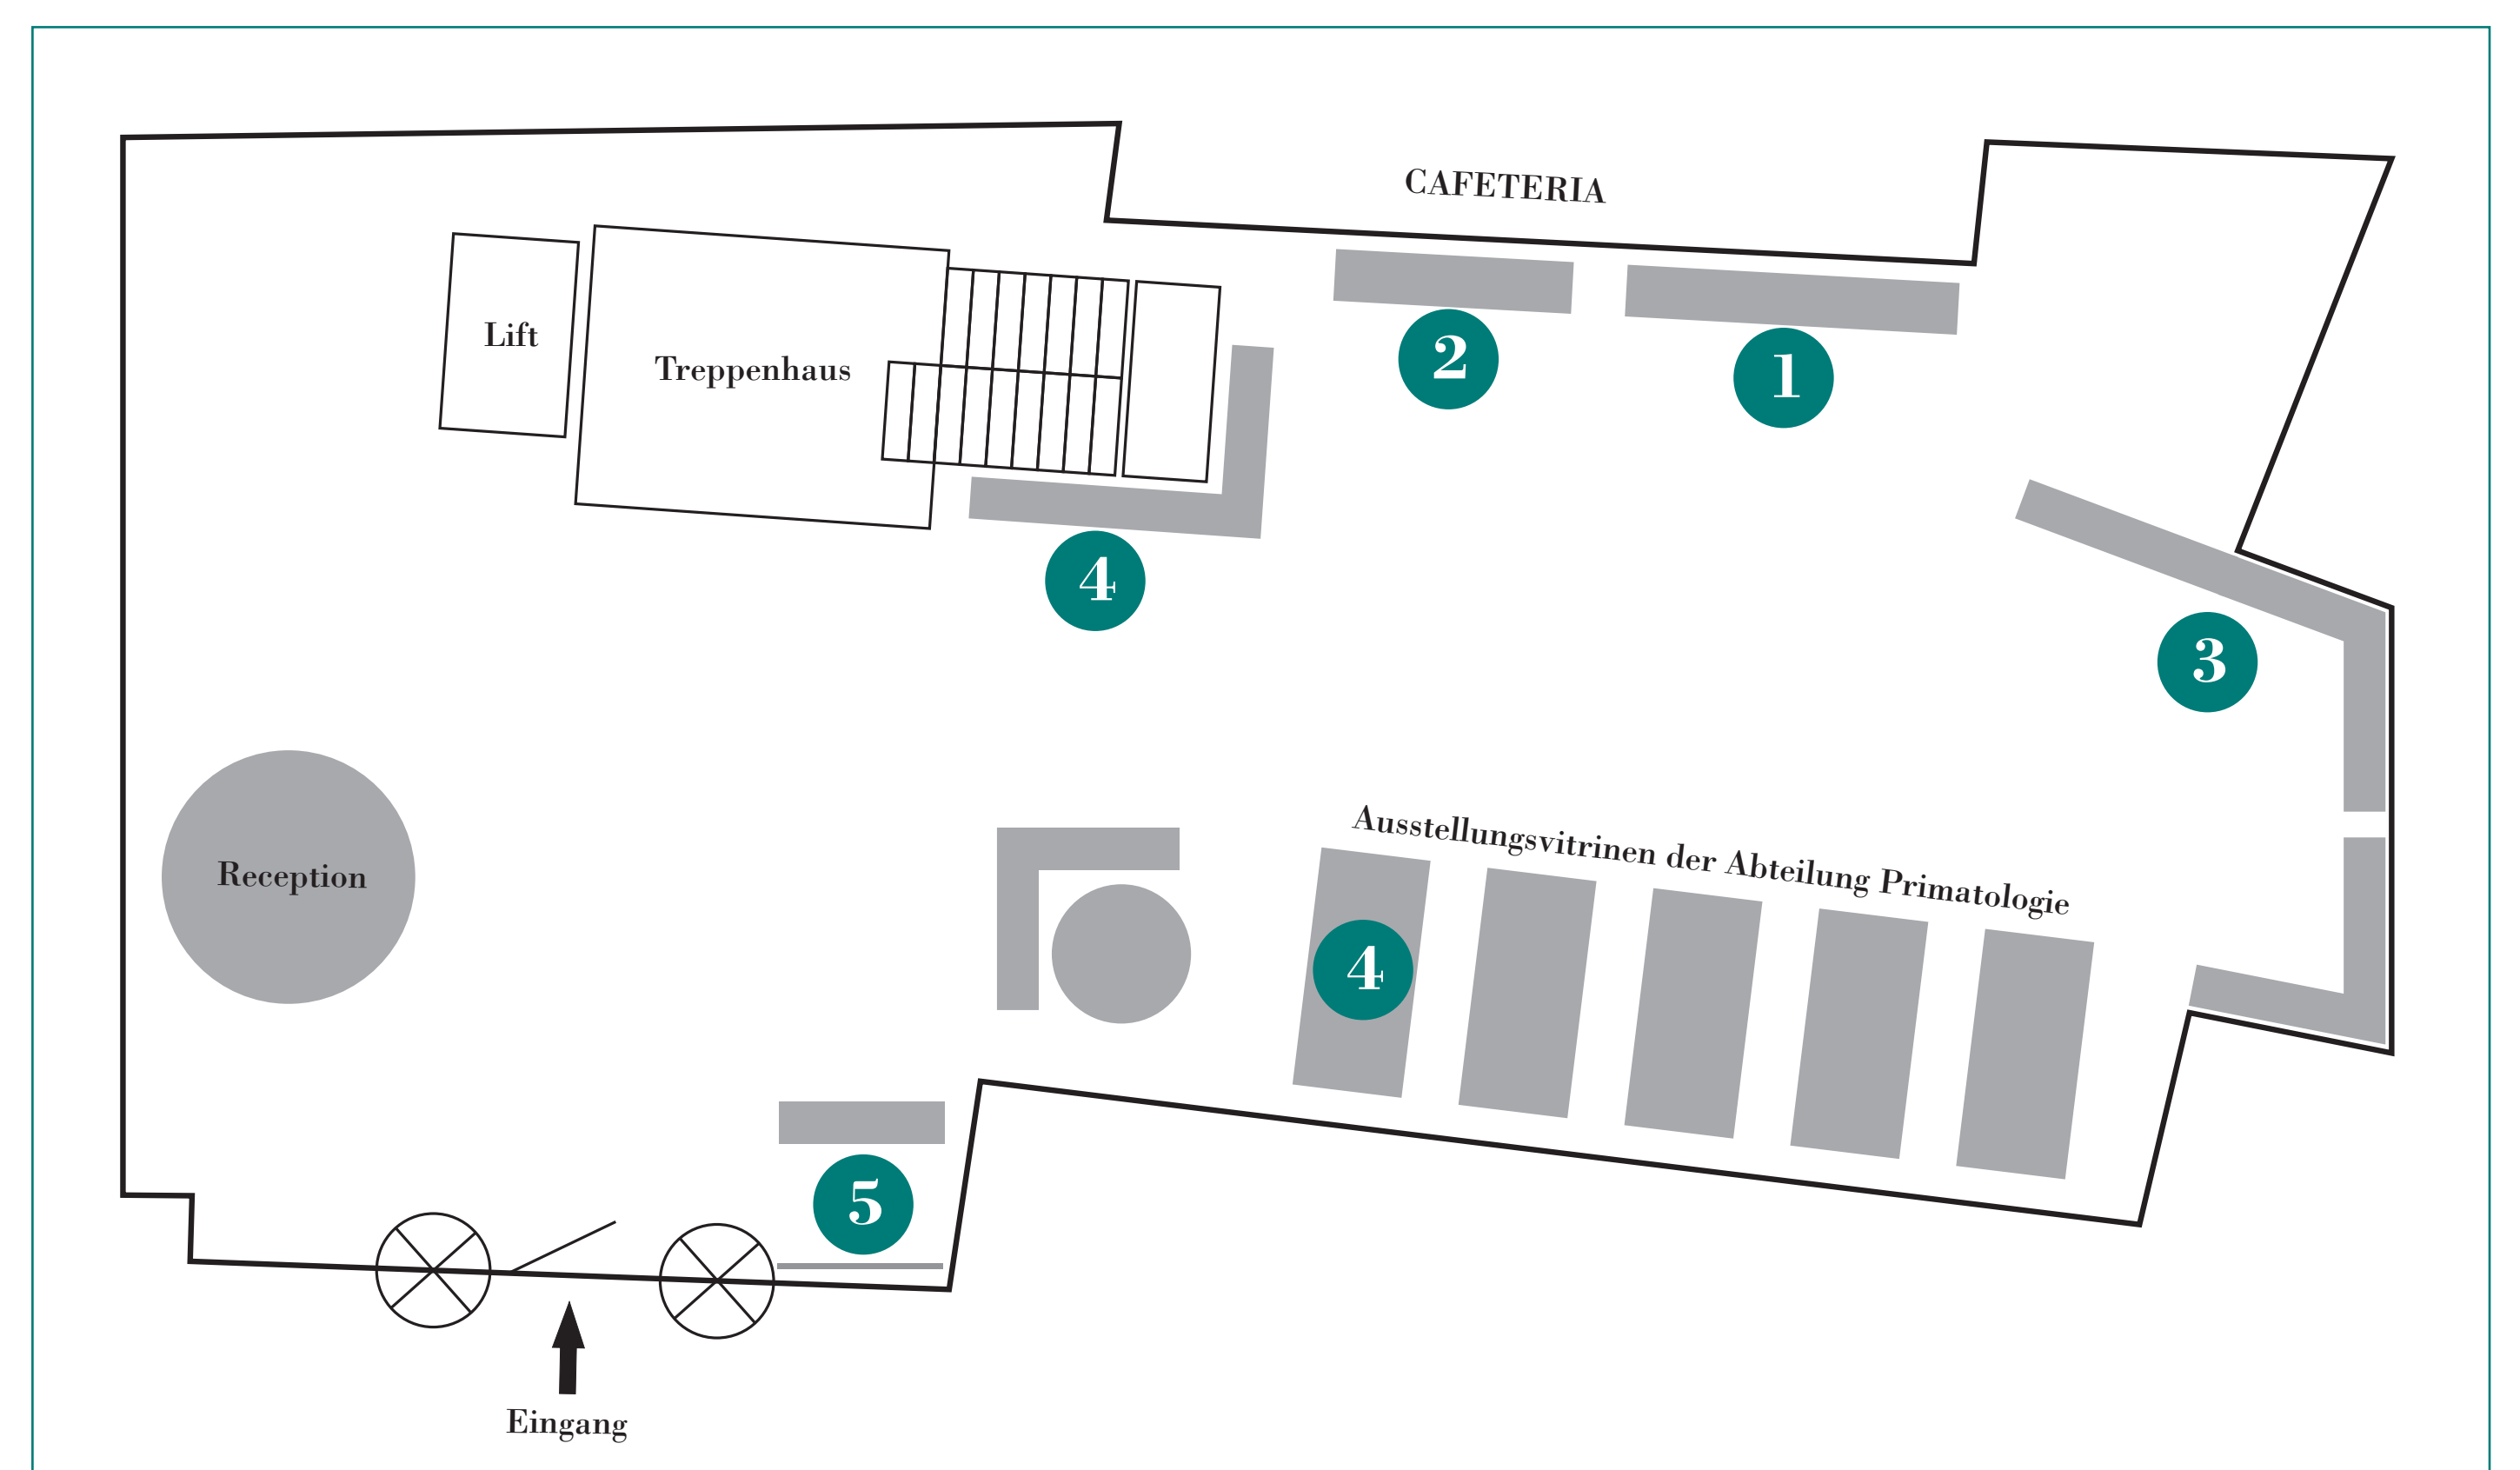 CAFETERIA
Lift
Treppenhaus
2
1
4
3
Ausstellungsvitrinen der Abteilung Primatologie
Reception
4
5
Eingang